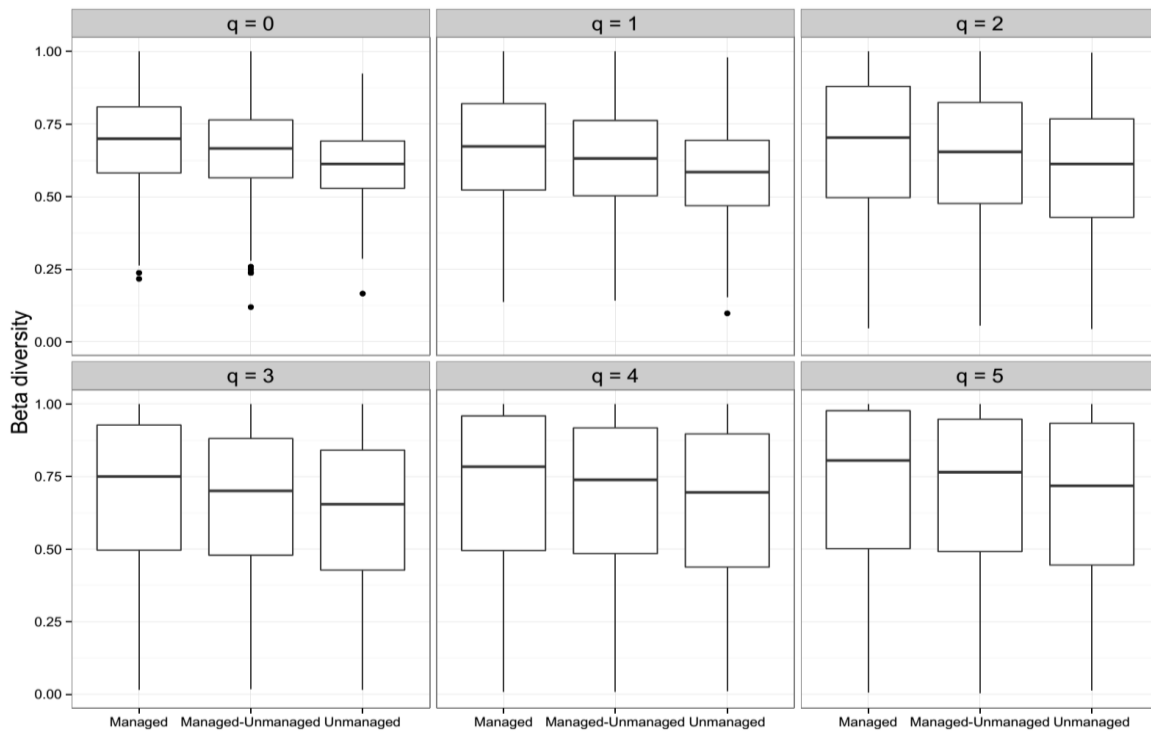 q = 0
q = 1
q = 2
1.00
0.75
0.50
0.25
0.00
Beta diversity
q = 3
q = 4
q = 5
1.00
0.75
0.50
0.25
0.00
Managed Managed-Unmanaged Unmanaged
Managed Managed-Unmanaged Unmanaged
Managed Managed-Unmanaged Unmanaged